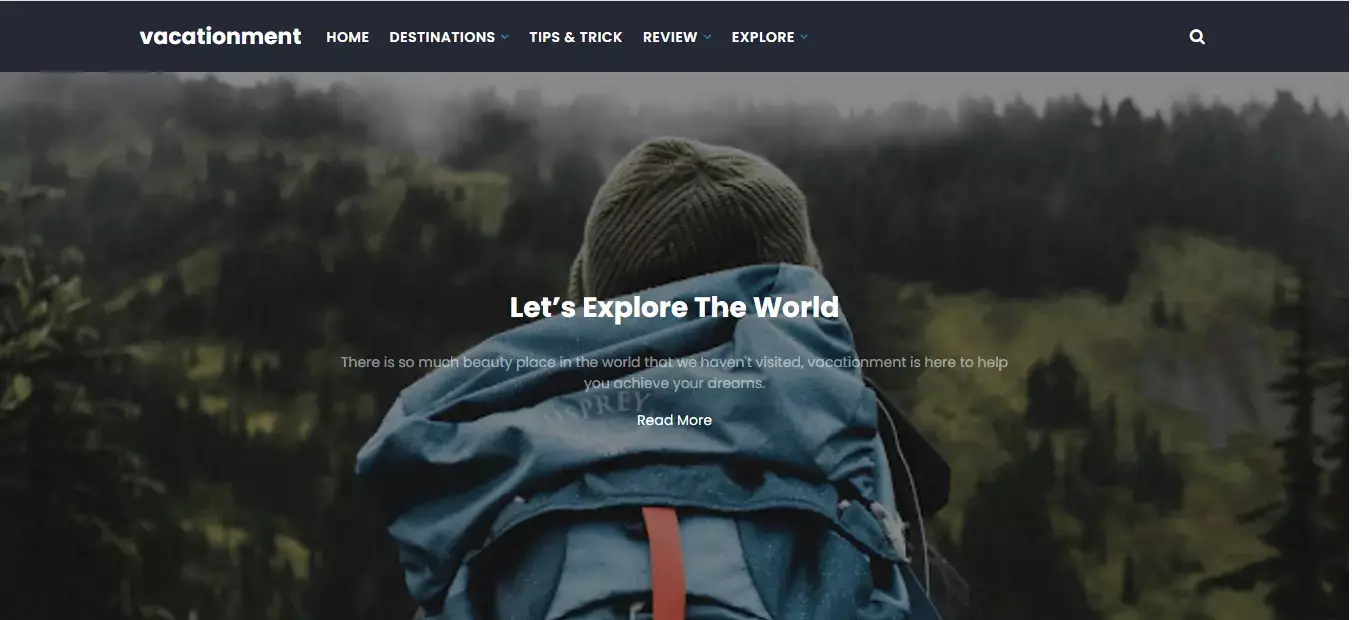 vacationment HOME DESTINATIONS TIPS & TRICK REVIEW EXPLORE
Let’s Explore The World
There is so much beauty place in the world that we haven't visited, vacationment is here to help
you achieve your dreams.
OSPREY
Read More